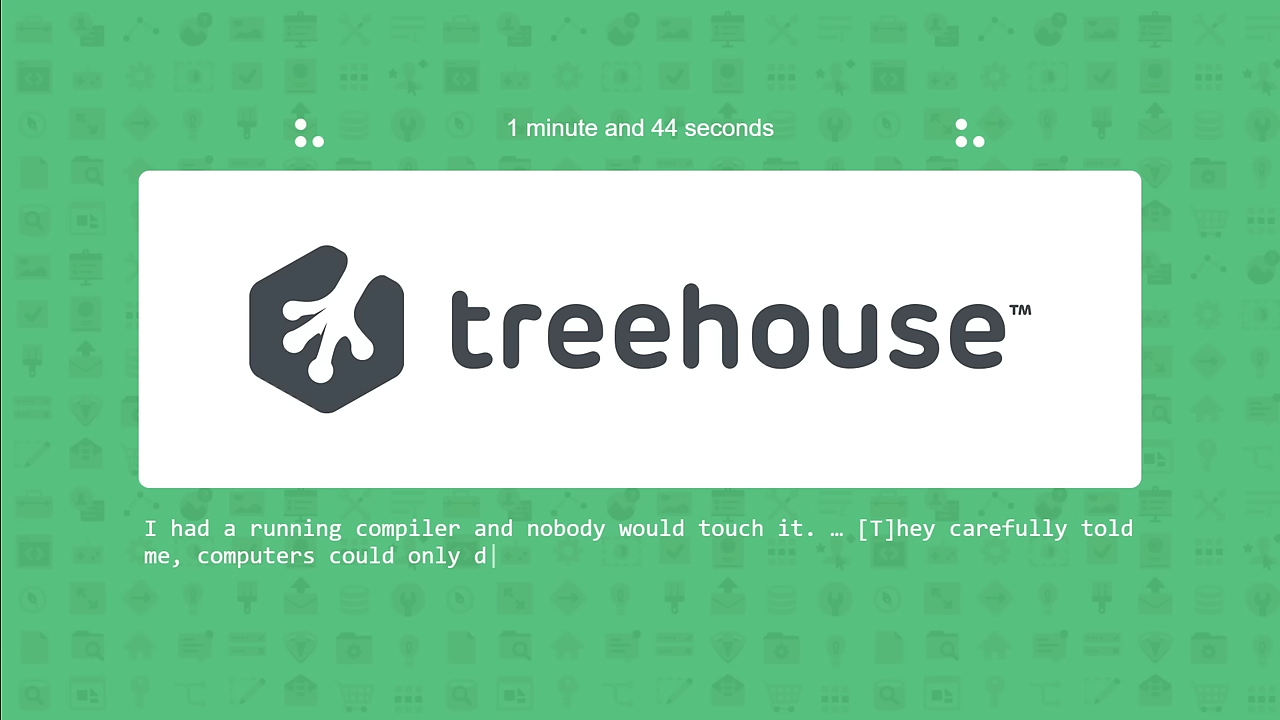 1 minute and 44 seconds
treehouse™
I had a running compiler and nobody would touch it. … [T]hey carefully told
me, computers could only d